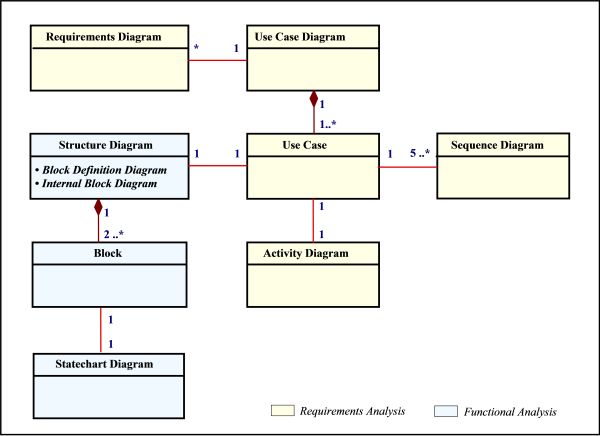 Requirements Diagram
Use Case Diagram
* 1
1
1..*
Structure Diagram
• Block Definition Diagram
• Internal Block Diagram
1 1
Use Case
1 5 ..*
Sequence Diagram
1
2 ..*
1
1
Block
Activity Diagram
1
1
Statechart Diagram
Requirements Analysis
Functional Analysis